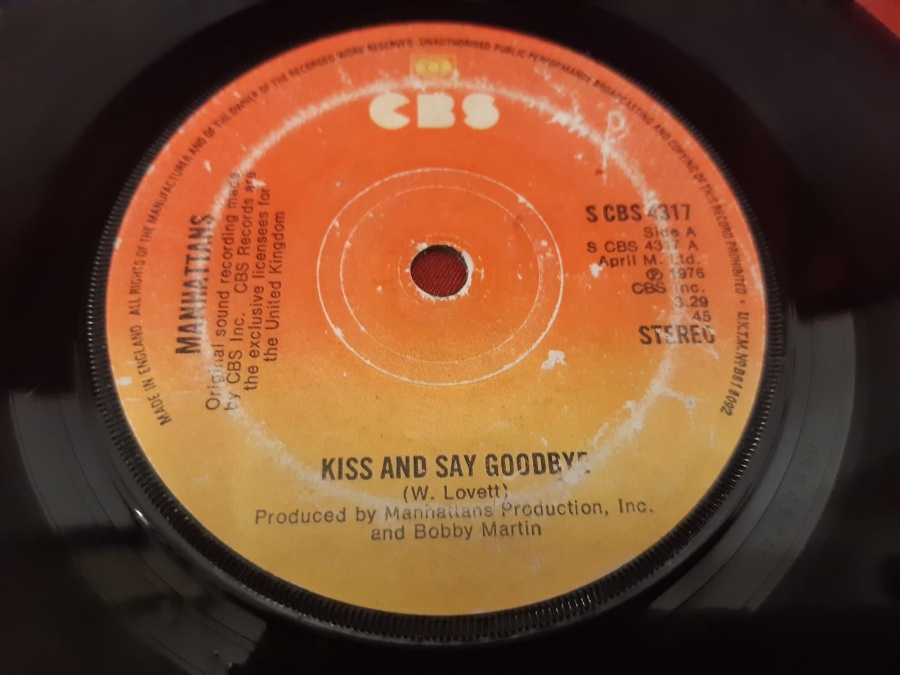 MADE IN ENGLAND ALL RIGHTS OF THE MANUFACTURER AND OF THE OWNER OF THE RECORDED WORK RESERVED · UNAUTHORISED PUBLIC PERFORMANCE BROADCASTING AND COPYING OF THIS RECORD PROHIBITED · U.K.T.M. Nº B618092
CBS
MANHATTANS
Original sound recording made
by CBS Inc. CBS Records are
the exclusive licensees for
the United Kingdom
S CBS 4317
Side A
S CBS 4317 A
April M. Ltd.
℗ 1976
CBS Inc.
3.29
45
STEREO
KISS AND SAY GOODBYE
(W. Lovett)
Produced by Manhattans Production, Inc.
and Bobby Martin